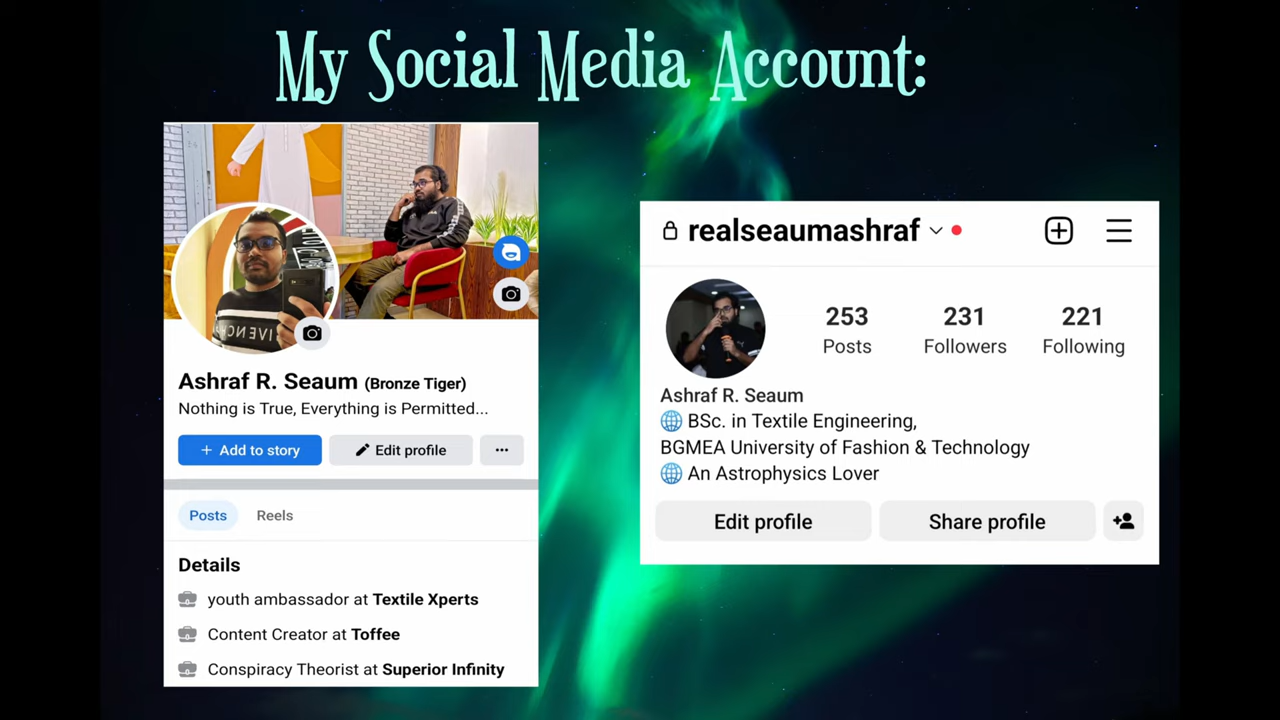 My Social Media Account:
Ashraf R. Seaum (Bronze Tiger)
Nothing is True, Everything is Permitted...
+ Add to story
Edit profile
...
Posts
Reels
Details
youth ambassador at Textile Xperts
Content Creator at Toffee
Conspiracy Theorist at Superior Infinity
realseaumashraf
253
231
221
Posts
Followers
Following
Ashraf R. Seaum
BSc. in Textile Engineering,
BGMEA University of Fashion & Technology
An Astrophysics Lover
Edit profile
Share profile